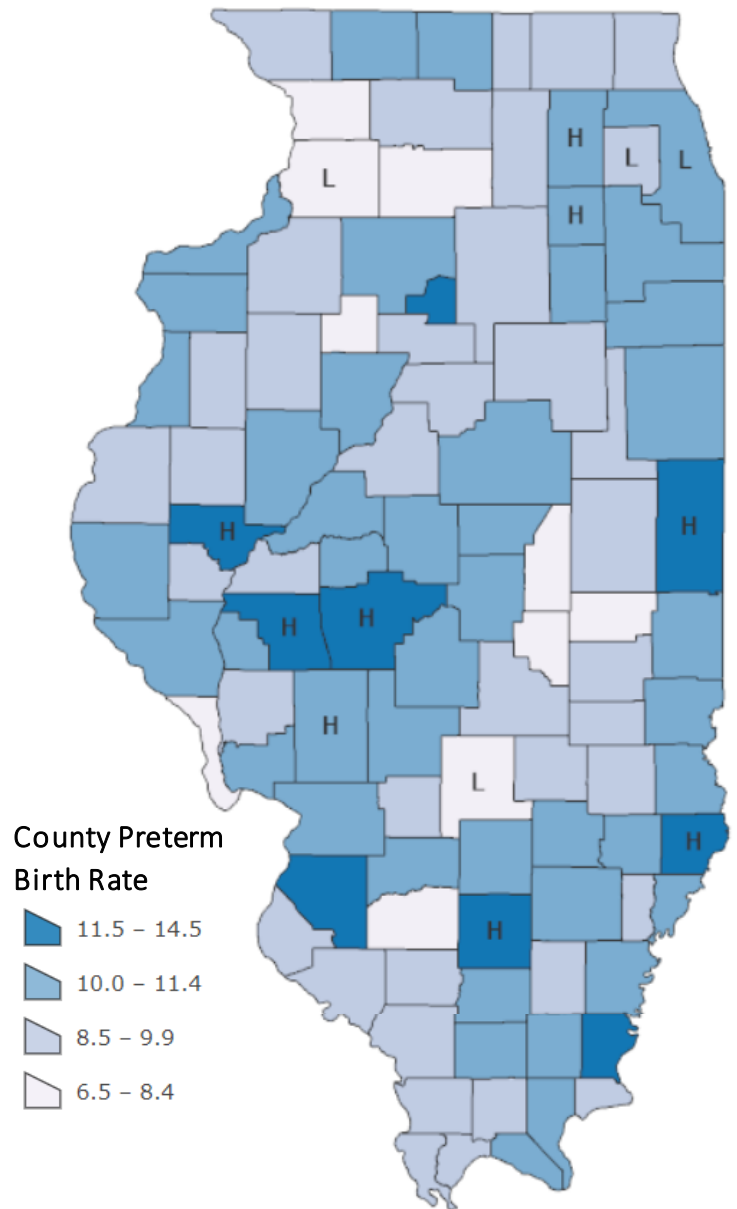 H
L
L
L
H
H
H
H
H
H
L
H
H
County Preterm
Birth Rate
11.5 – 14.5
10.0 – 11.4
8.5 – 9.9
6.5 – 8.4